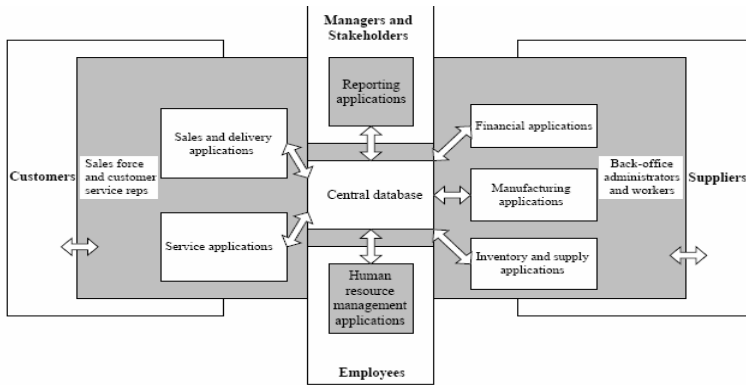 Managers and
Stakeholders
Reporting
applications
Sales and delivery
applications
Financial applications
Customers
Sales force
and customer
service reps
Central database
Manufacturing
applications
Back-office
administrators
and workers
Suppliers
Service applications
Inventory and supply
applications
Human
resource
management
applications
Employees